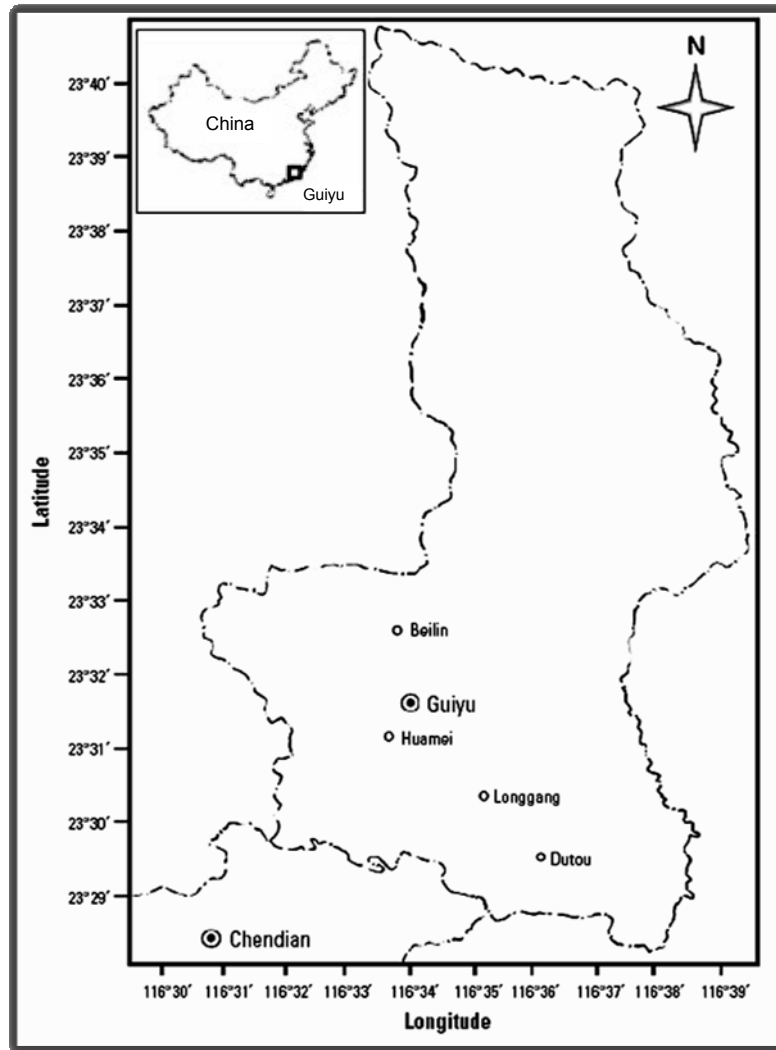 China
Guiyu
N
23°40′
23°39′
23°38′
23°37′
23°36′
23°35′
23°34′
23°33′
23°32′
23°31′
23°30′
23°29′
Latitude
Beilin
Guiyu
Huamei
Longgang
Dutou
Chendian
116°30′ 116°31′ 116°32′ 116°33′ 116°34′ 116°35′ 116°36′ 116°37′ 116°38′ 116°39′
Longitude